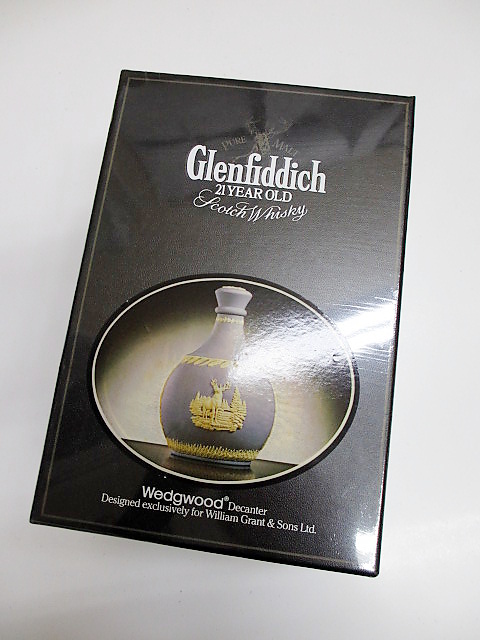 PURE MALT
Glenfiddich
21 YEAR OLD
Scotch Whisky
Wedgwood® Decanter
Designed exclusively for William Grant & Sons Ltd.